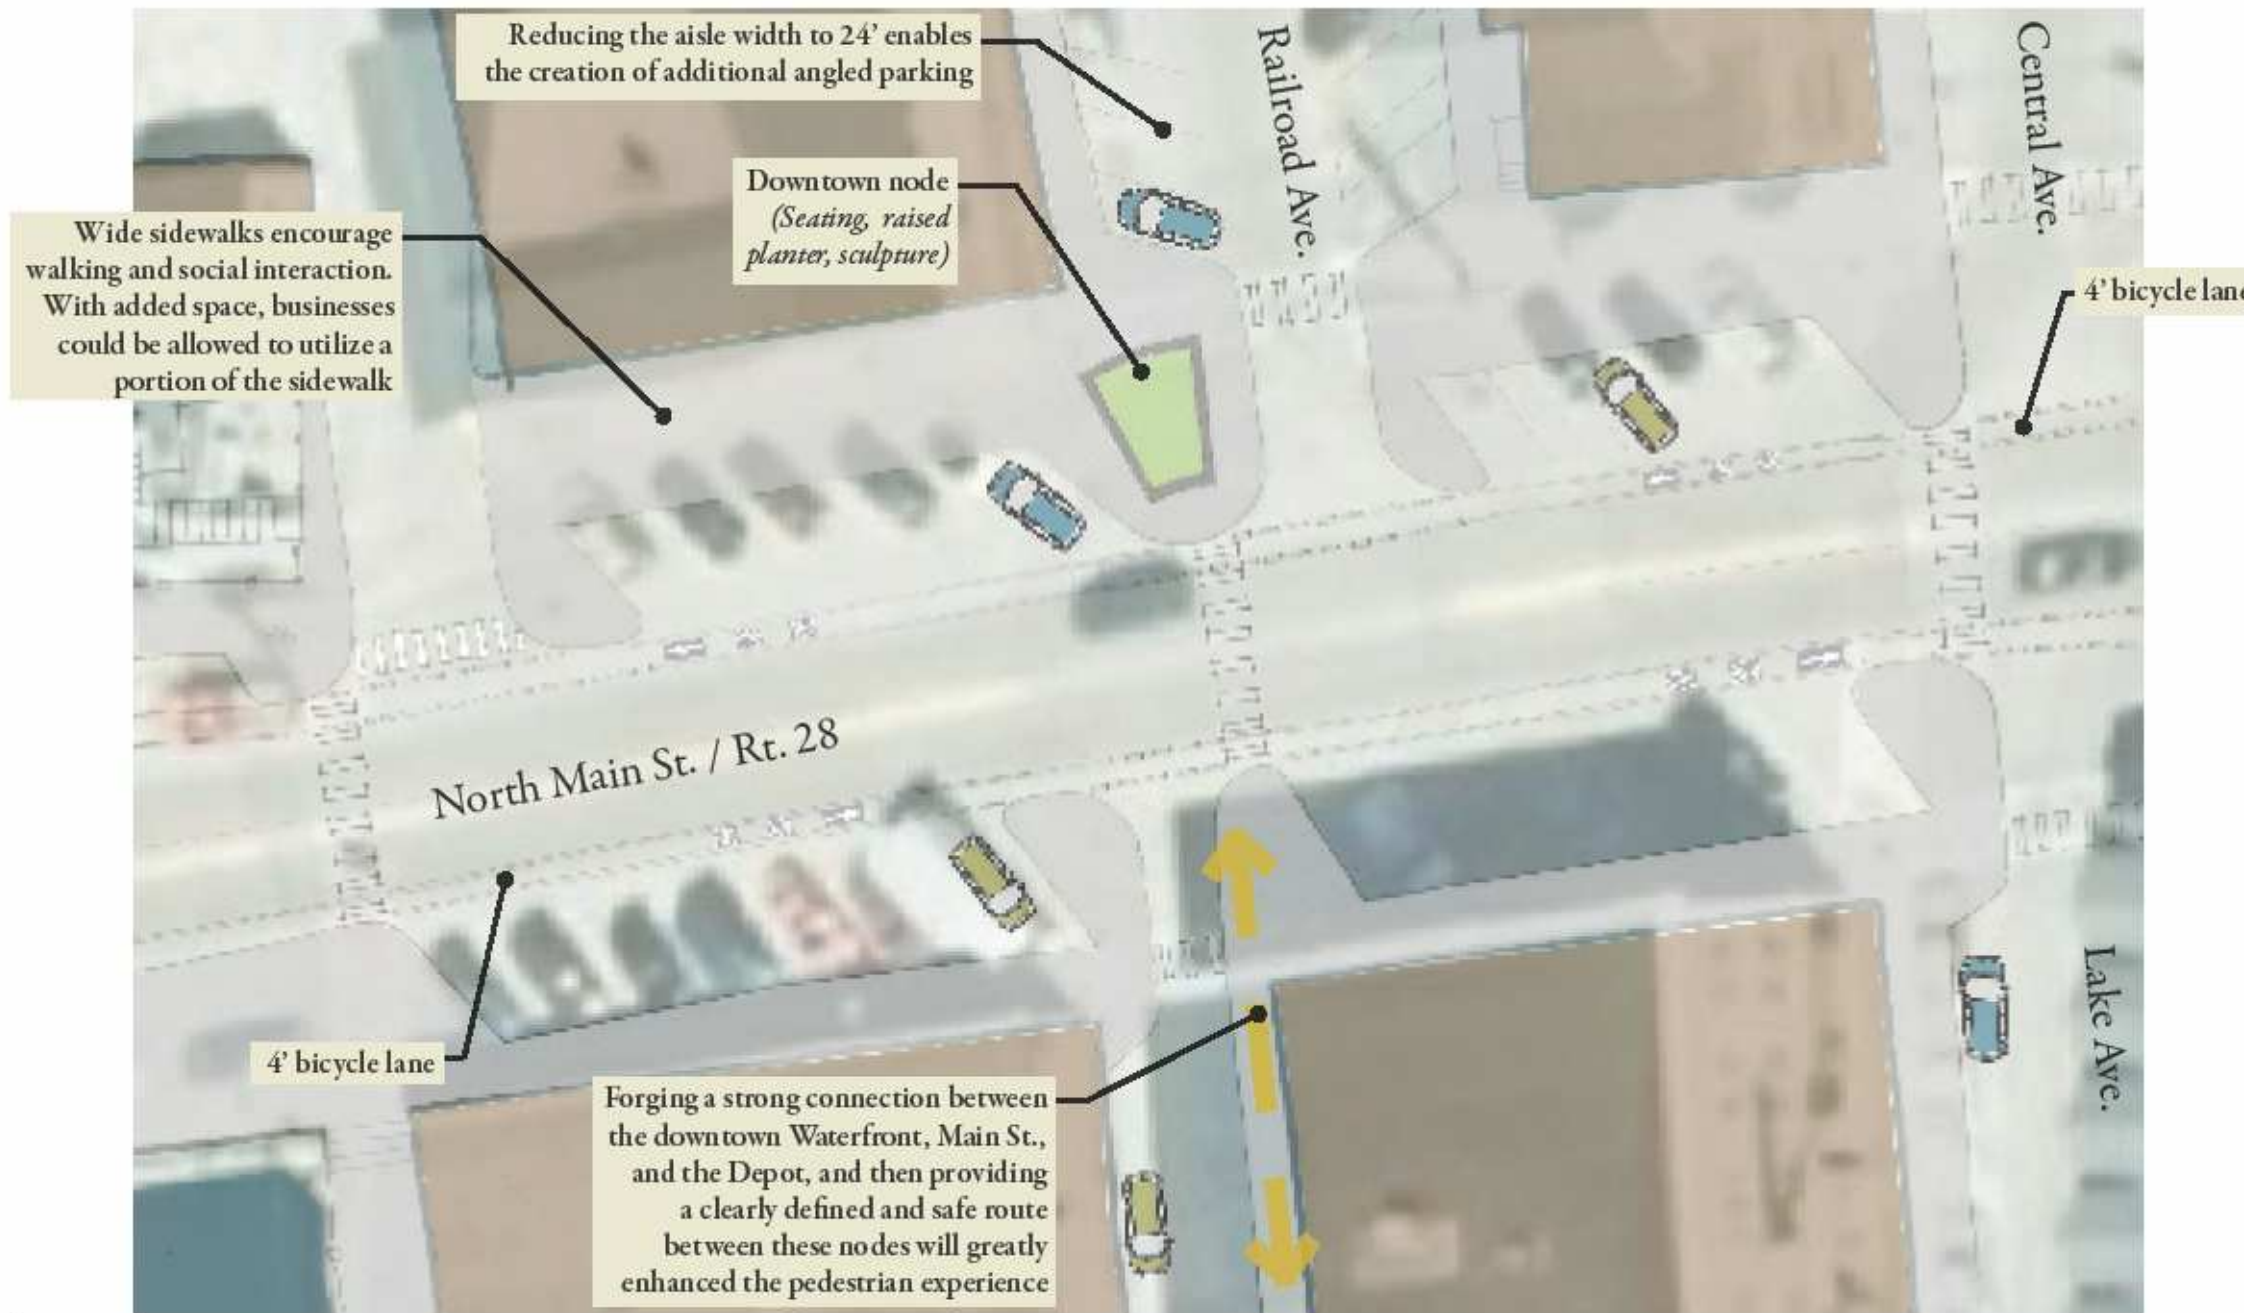 Reducing the aisle width to 24’ enables
the creation of additional angled parking
Railroad Ave.
Central Ave.
Downtown node
(Seating, raised
planter, sculpture)
Wide sidewalks encourage
walking and social interaction.
With added space, businesses
could be allowed to utilize a
portion of the sidewalk
4’ bicycle lane
North Main St. / Rt. 28
4’ bicycle lane
Lake Ave.
Forging a strong connection between
the downtown Waterfront, Main St.,
and the Depot, and then providing
a clearly defined and safe route
between these nodes will greatly
enhanced the pedestrian experience